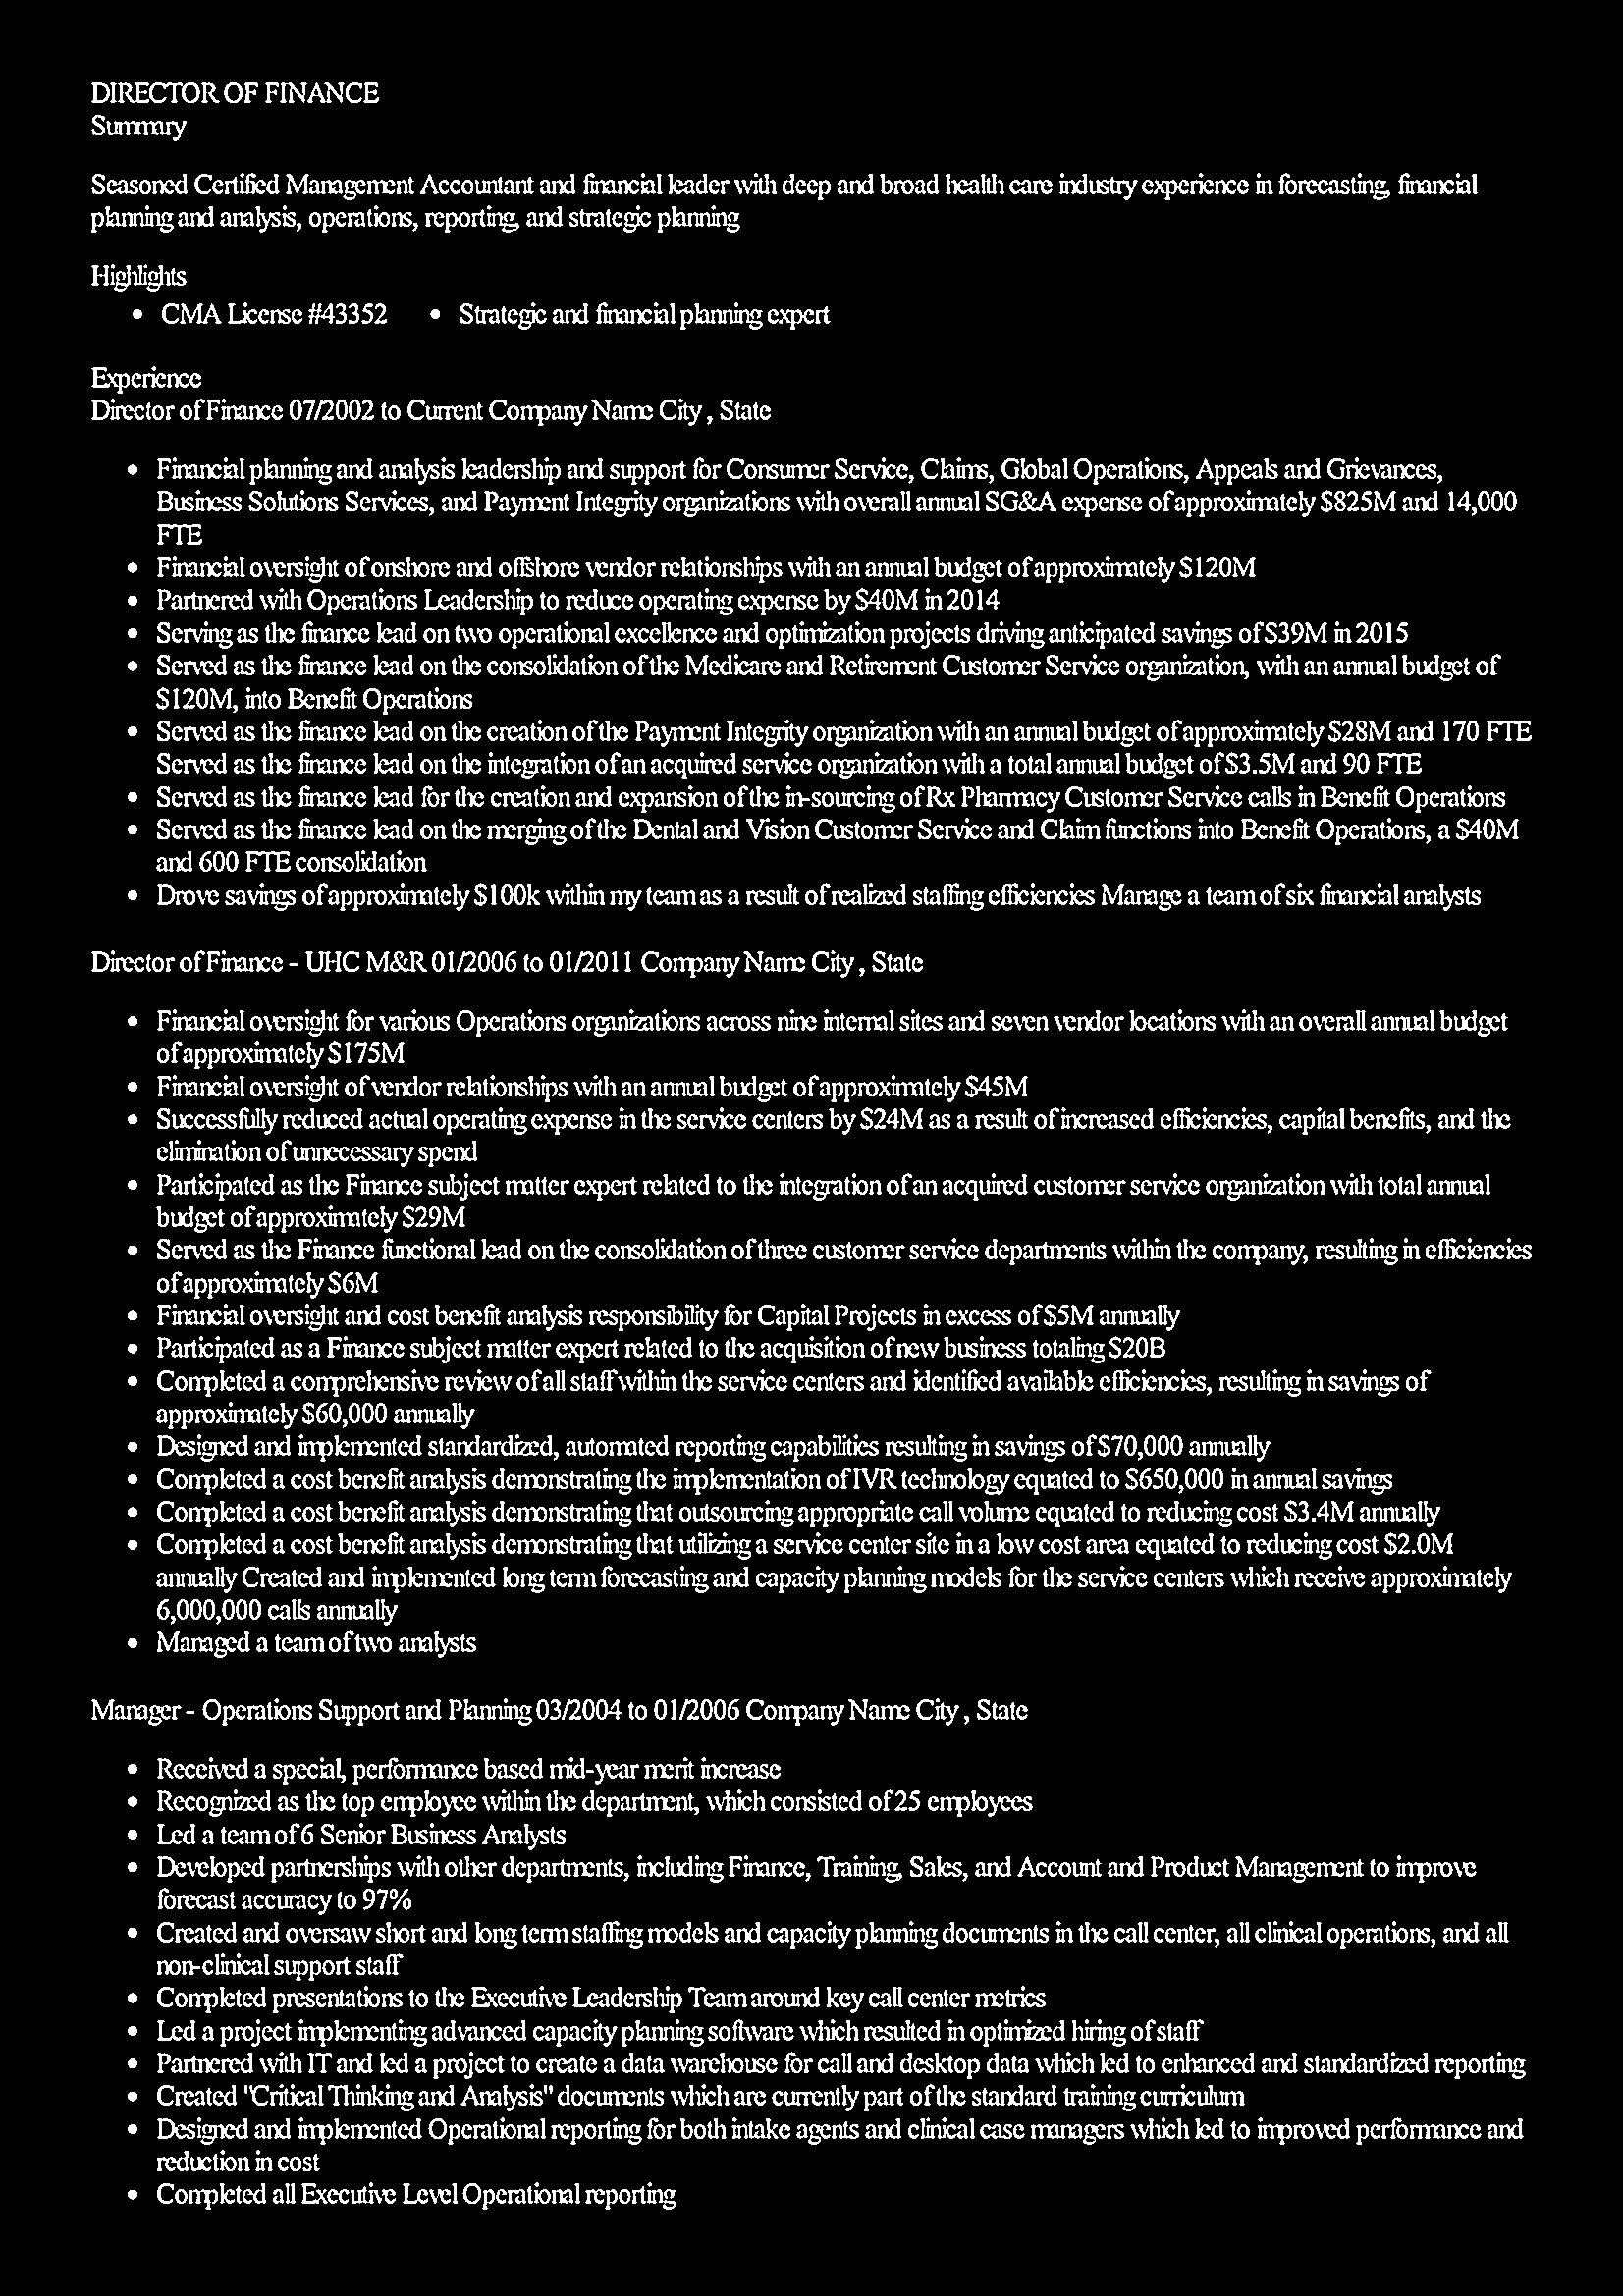 DIRECTOR OF FINANCE
Summary
Seasoned Certified Management Accountant and financial leader with deep and broad health care industry experience in forecasting, financial
planning and analysis, operations, reporting, and strategic planning
Highlights
• CMA License #43352 • Strategic and financial planning expert
Experience
Director of Finance 07/2002 to Current Company Name City , State
• Financial planning and analysis leadership and support for Consumer Service, Claims, Global Operations, Appeals and Grievances,
Business Solutions Services, and Payment Integrity organizations with overall annual SG&A expense of approximately $825M and 14,000
FTE
• Financial oversight of onshore and offshore vendor relationships with an annual budget of approximately $120M
• Partnered with Operations Leadership to reduce operating expense by $40M in 2014
• Serving as the finance lead on two operational excellence and optimization projects driving anticipated savings of $39M in 2015
• Served as the finance lead on the consolidation of the Medicare and Retirement Customer Service organization, with an annual budget of
$120M, into Benefit Operations
• Served as the finance lead on the creation of the Payment Integrity organization with an annual budget of approximately $28M and 170 FTE
Served as the finance lead on the integration of an acquired service organization with a total annual budget of $3.5M and 90 FTE
• Served as the finance lead for the creation and expansion of the in-sourcing of Rx Pharmacy Customer Service calls in Benefit Operations
• Served as the finance lead on the merging of the Dental and Vision Customer Service and Claim functions into Benefit Operations, a $40M
and 600 FTE consolidation
• Drove savings of approximately $100k within my team as a result of realized staffing efficiencies Manage a team of six financial analysts
Director of Finance - UHC M&R 01/2006 to 01/2011 Company Name City , State
• Financial oversight for various Operations organizations across nine internal sites and seven vendor locations with an overall annual budget
of approximately $175M
• Financial oversight of vendor relationships with an annual budget of approximately $45M
• Successfully reduced actual operating expense in the service centers by $24M as a result of increased efficiencies, capital benefits, and the
elimination of unnecessary spend
• Participated as the Finance subject matter expert related to the integration of an acquired customer service organization with total annual
budget of approximately $29M
• Served as the Finance functional lead on the consolidation of three customer service departments within the company, resulting in efficiencies
of approximately $6M
• Financial oversight and cost benefit analysis responsibility for Capital Projects in excess of $5M annually
• Participated as a Finance subject matter expert related to the acquisition of new business totaling $20B
• Completed a comprehensive review of all staff within the service centers and identified available efficiencies, resulting in savings of
approximately $60,000 annually
• Designed and implemented standardized, automated reporting capabilities resulting in savings of $70,000 annually
• Completed a cost benefit analysis demonstrating the implementation of IVR technology equated to $650,000 in annual savings
• Completed a cost benefit analysis demonstrating that outsourcing appropriate call volume equated to reducing cost $3.4M annually
• Completed a cost benefit analysis demonstrating that utilizing a service center site in a low cost area equated to reducing cost $2.0M
annually Created and implemented long term forecasting and capacity planning models for the service centers which receive approximately
6,000,000 calls annually
• Managed a team of two analysts
Manager - Operations Support and Planning 03/2004 to 01/2006 Company Name City , State
• Received a special, performance based mid-year merit increase
• Recognized as the top employee within the department, which consisted of 25 employees
• Led a team of 6 Senior Business Analysts
• Developed partnerships with other departments, including Finance, Training, Sales, and Account and Product Management to improve
forecast accuracy to 97%
• Created and oversaw short and long term staffing models and capacity planning documents in the call center, all clinical operations, and all
non-clinical support staff
• Completed presentations to the Executive Leadership Team around key call center metrics
• Led a project implementing advanced capacity planning software which resulted in optimized hiring of staff
• Partnered with IT and led a project to create a data warehouse for call and desktop data which led to enhanced and standardized reporting
• Created "Critical Thinking and Analysis" documents which are currently part of the standard training curriculum
• Designed and implemented Operational reporting for both intake agents and clinical case managers which led to improved performance and
reduction in cost
• Completed all Executive Level Operational reporting